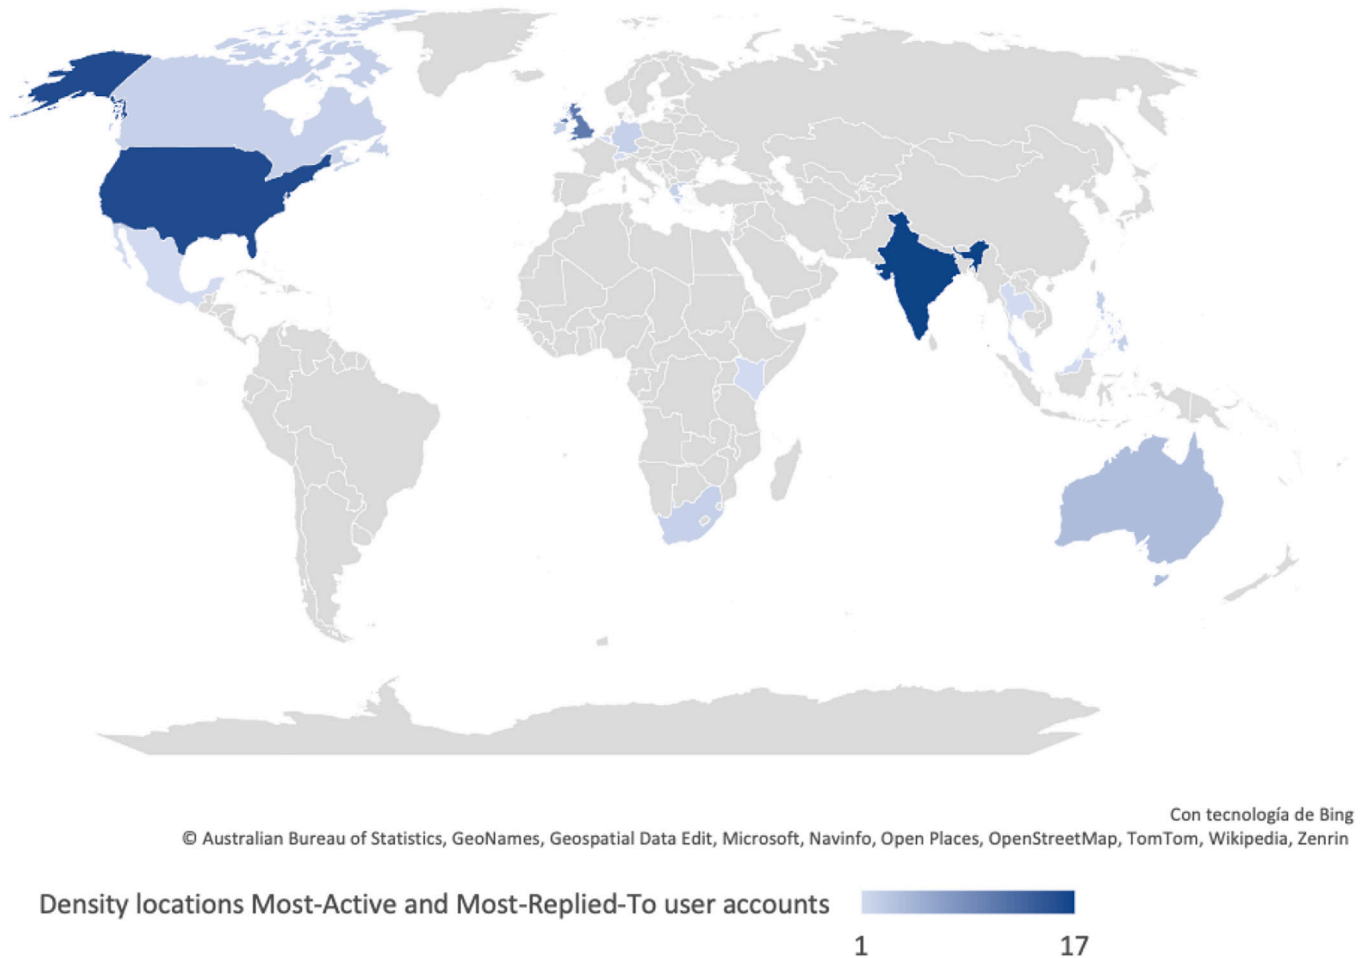 Con tecnología de Bing
© Australian Bureau of Statistics, GeoNames, Geospatial Data Edit, Microsoft, Navinfo, Open Places, OpenStreetMap, TomTom, Wikipedia, Zenrin
Density locations Most-Active and Most-Replied-To user accounts
1 17